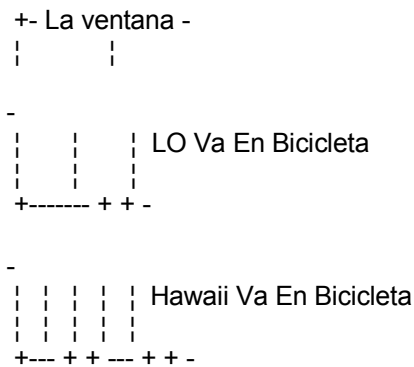 +- La ventana -
¦ ¦
-
¦ ¦ ¦ LO Va En Bicicleta
¦ ¦ ¦
+------- + + -
-
¦ ¦ ¦ ¦ ¦ Hawaii Va En Bicicleta
¦ ¦ ¦ ¦ ¦
+--- + + --- + + -